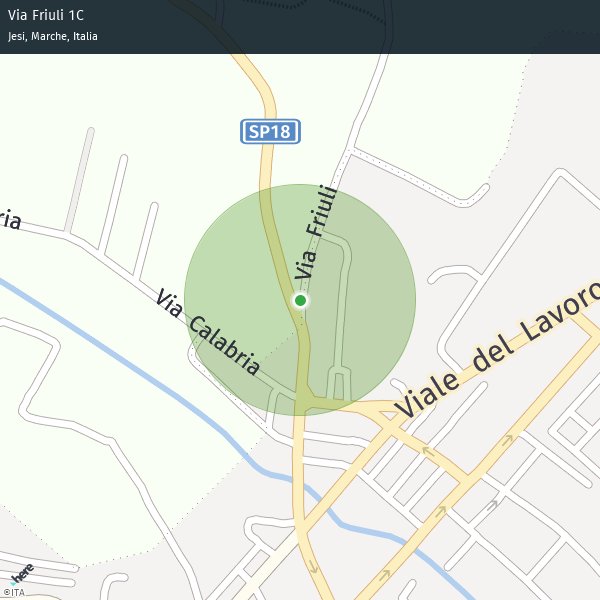 Via Friuli 1C
Jesi, Marche, Italia
SP18
Via Friuli
ria
Via Calabria
Viale del Lavoro
here
©ITA